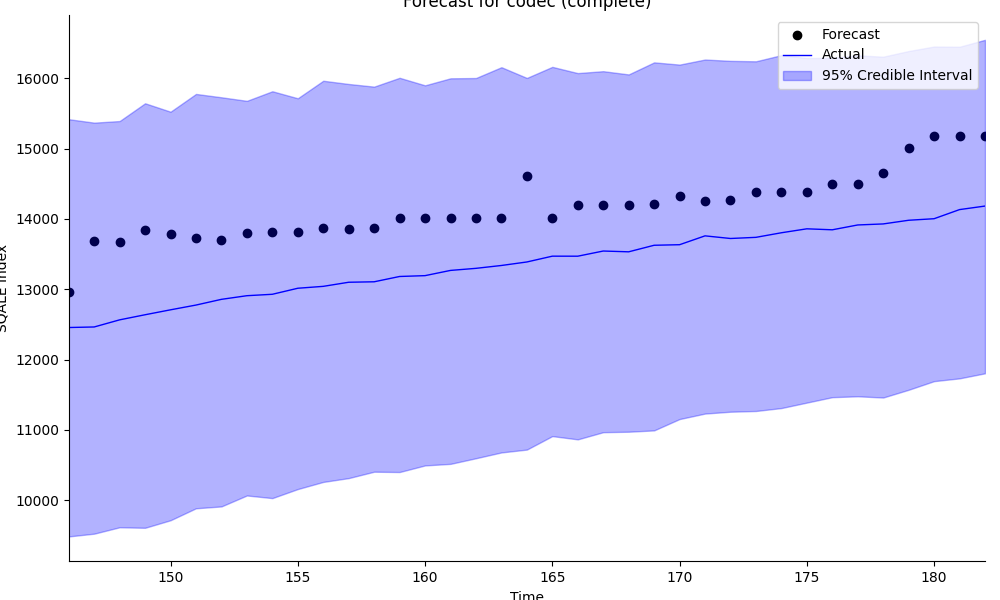 Forecast for codec (complete)
Forecast
Actual
95% Credible Interval
SQALE Index
16000
15000
14000
13000
12000
11000
10000
150
155
160
165
170
175
180
Time